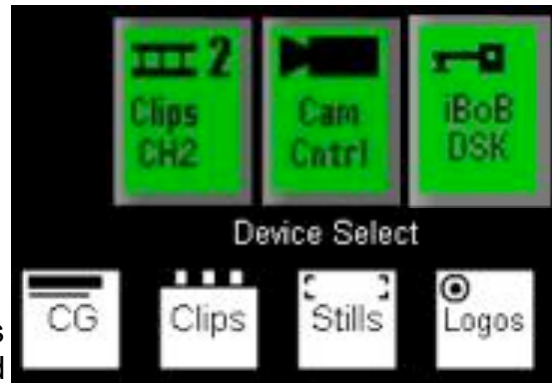 2
Clips CH2
Cam Cntrl
iBoB DSK
Device Select
CG Clips Stills Logos